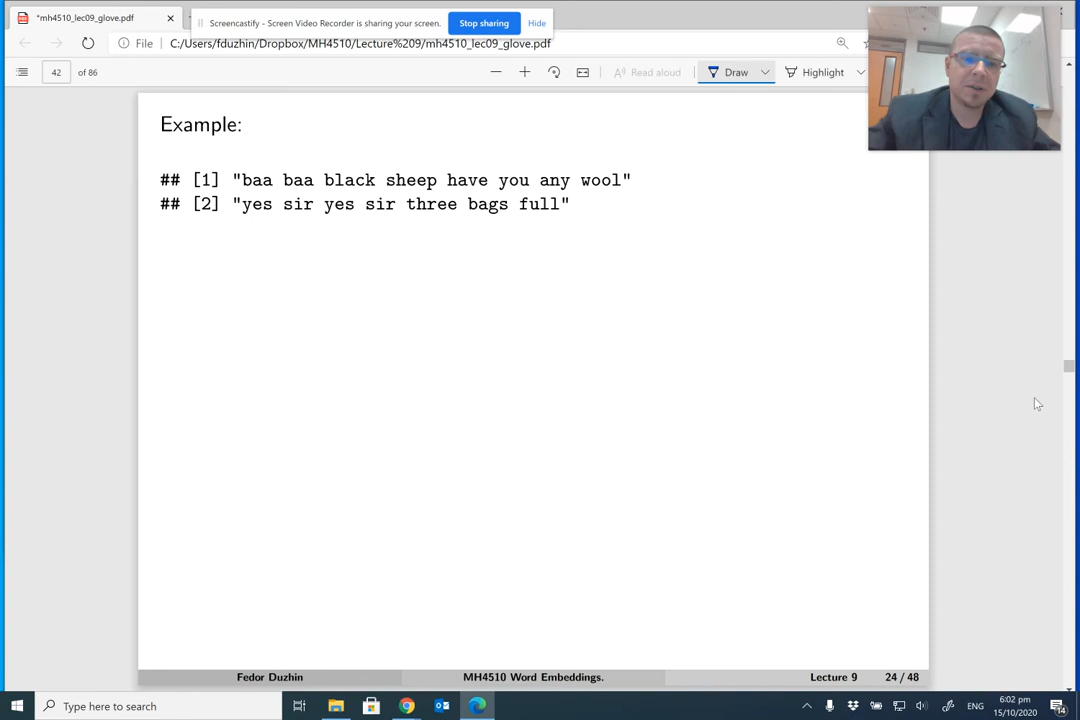 *mh4510_lec09_glove.pdf
Screencastify - Screen Video Recorder is sharing your screen. Stop sharing Hide
File C:/Users/fduzhin/Dropbox/MH4510/Lecture%209/mh4510_lec09_glove.pdf
42 of 86 Read aloud Draw Highlight
Example:
## [1] "baa baa black sheep have you any wool"
## [2] "yes sir yes sir three bags full"
Fedor Duzhin MH4510 Word Embeddings. Lecture 9 24 / 48
Type here to search
ENG
6:02 pm
15/10/2020
14